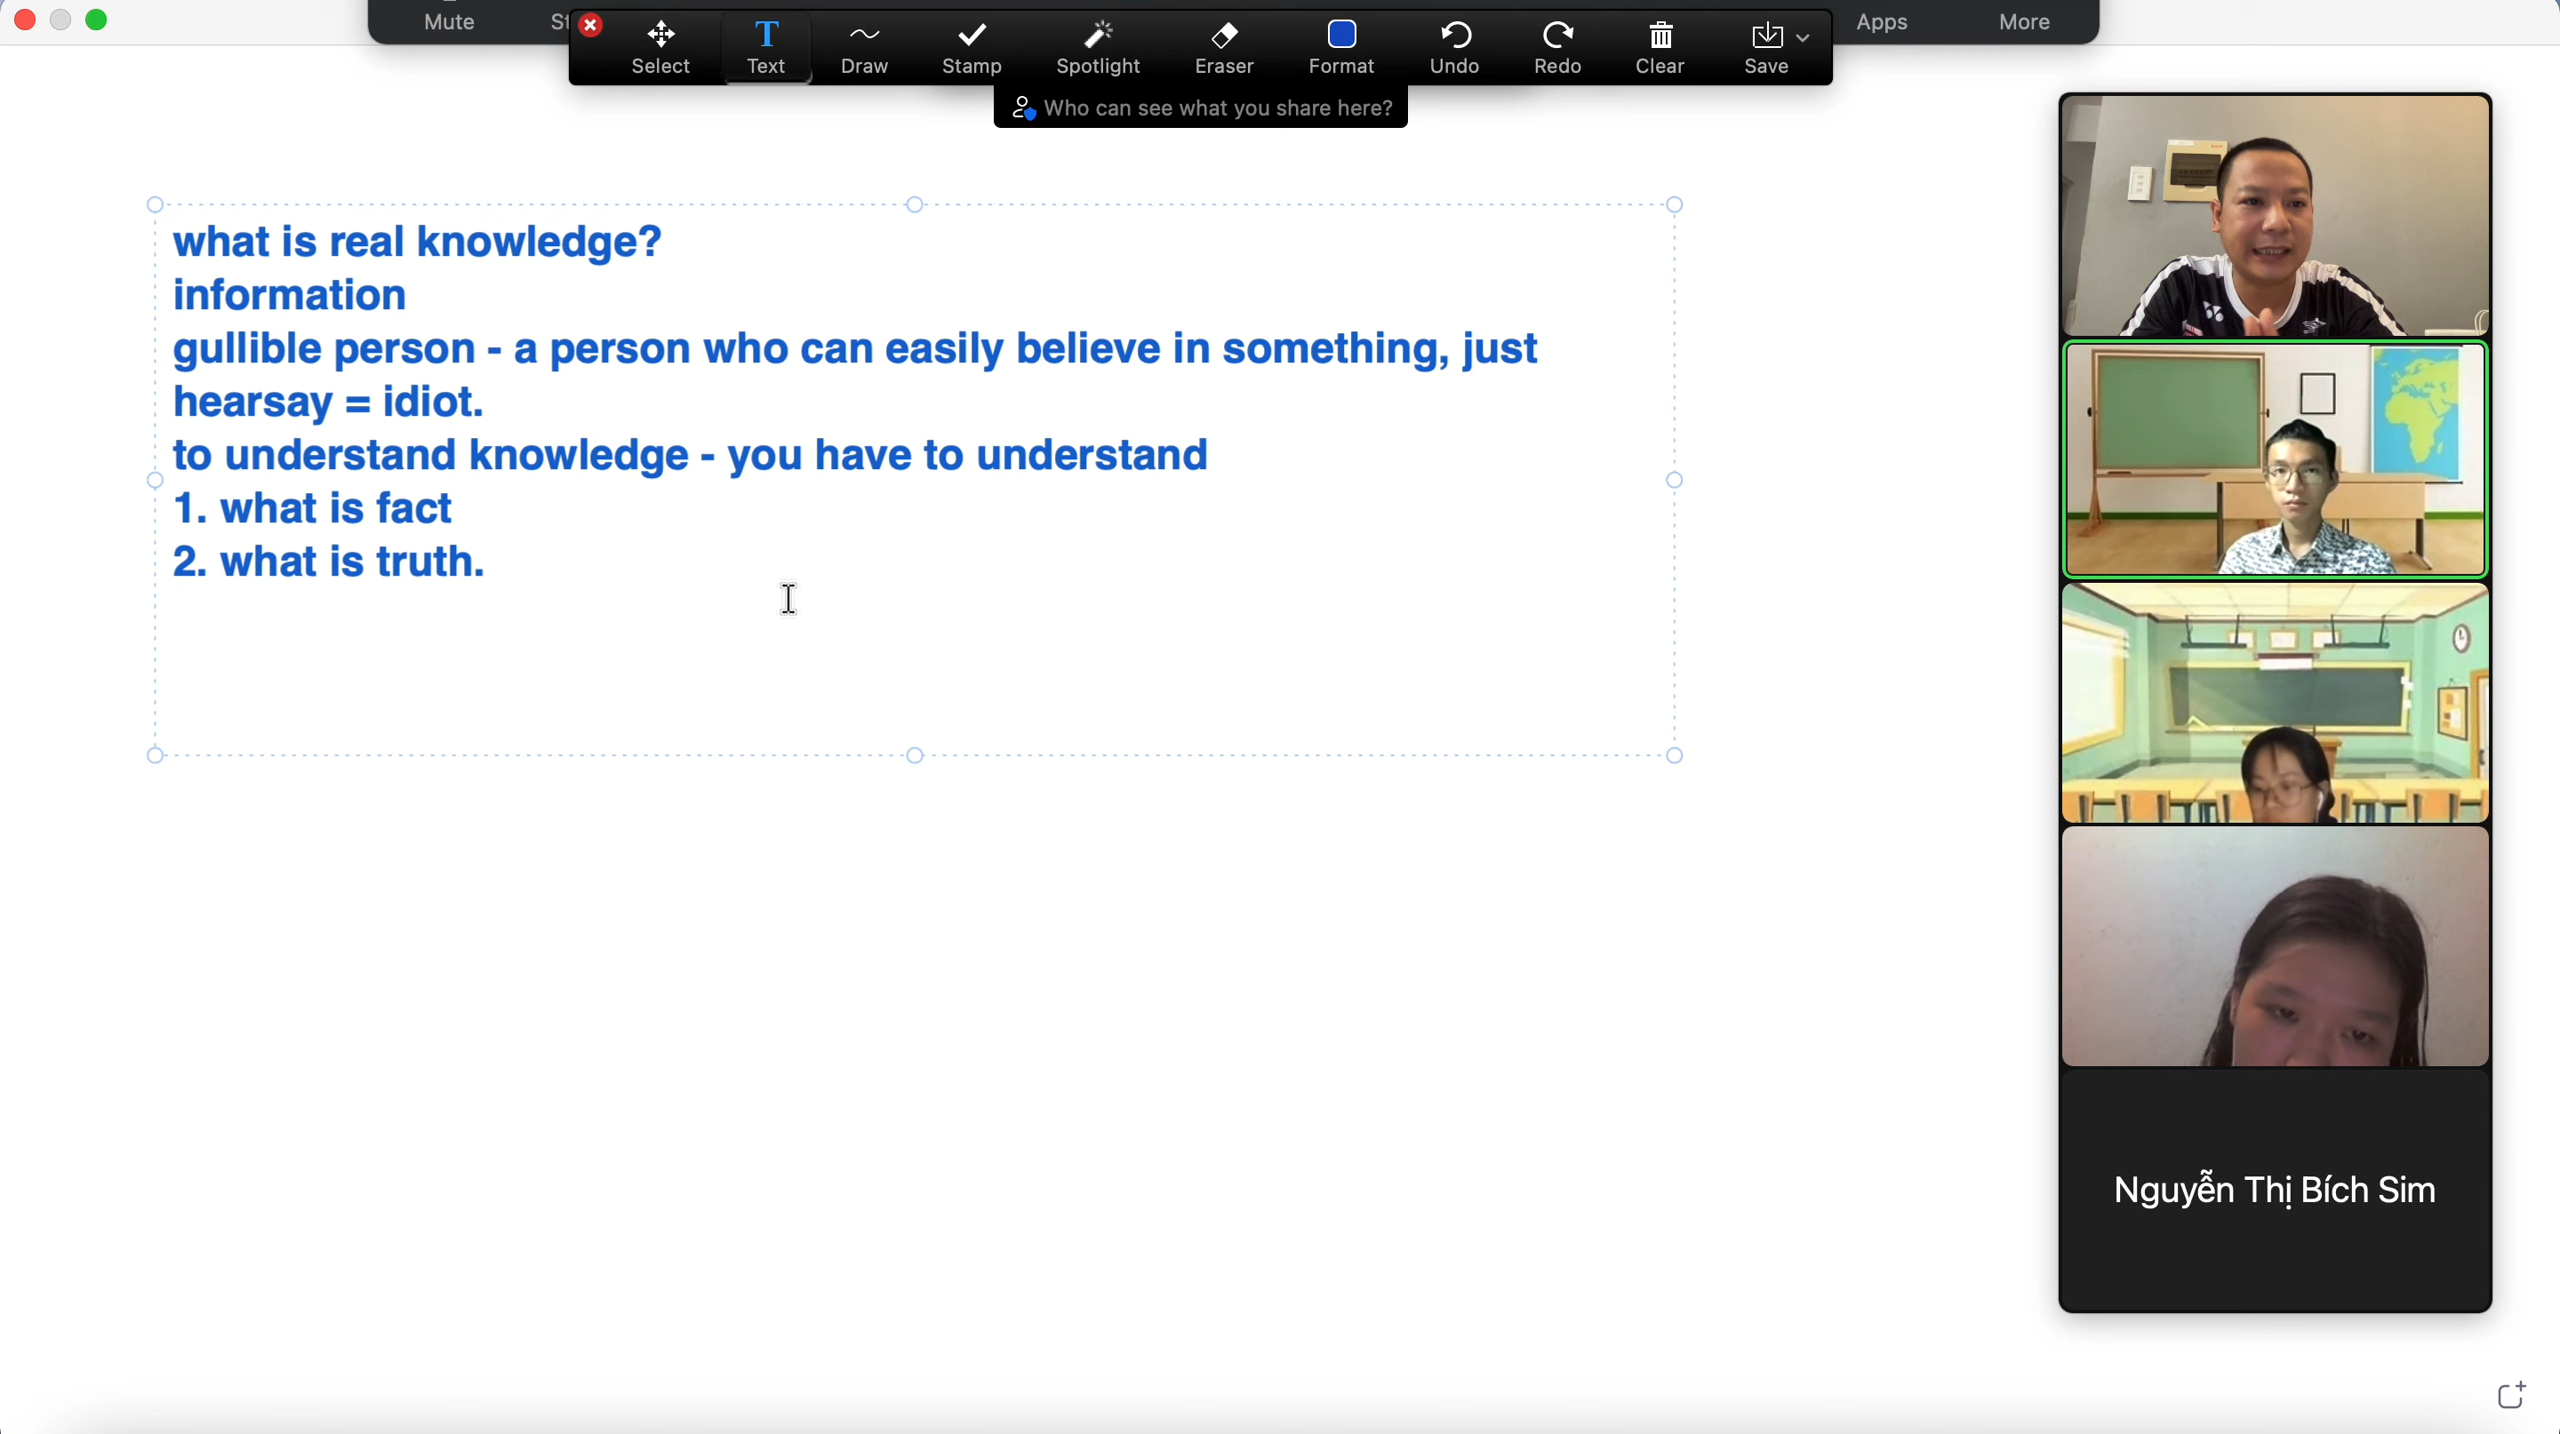 Mute
Select
Text
Draw
Stamp
Spotlight
Eraser
Format
Undo
Redo
Clear
Save
Apps
More
Who can see what you share here?
what is real knowledge?
information
gullible person - a person who can easily believe in something, just
hearsay = idiot.
to understand knowledge - you have to understand
1. what is fact
2. what is truth.
Nguyễn Thị Bích Sim